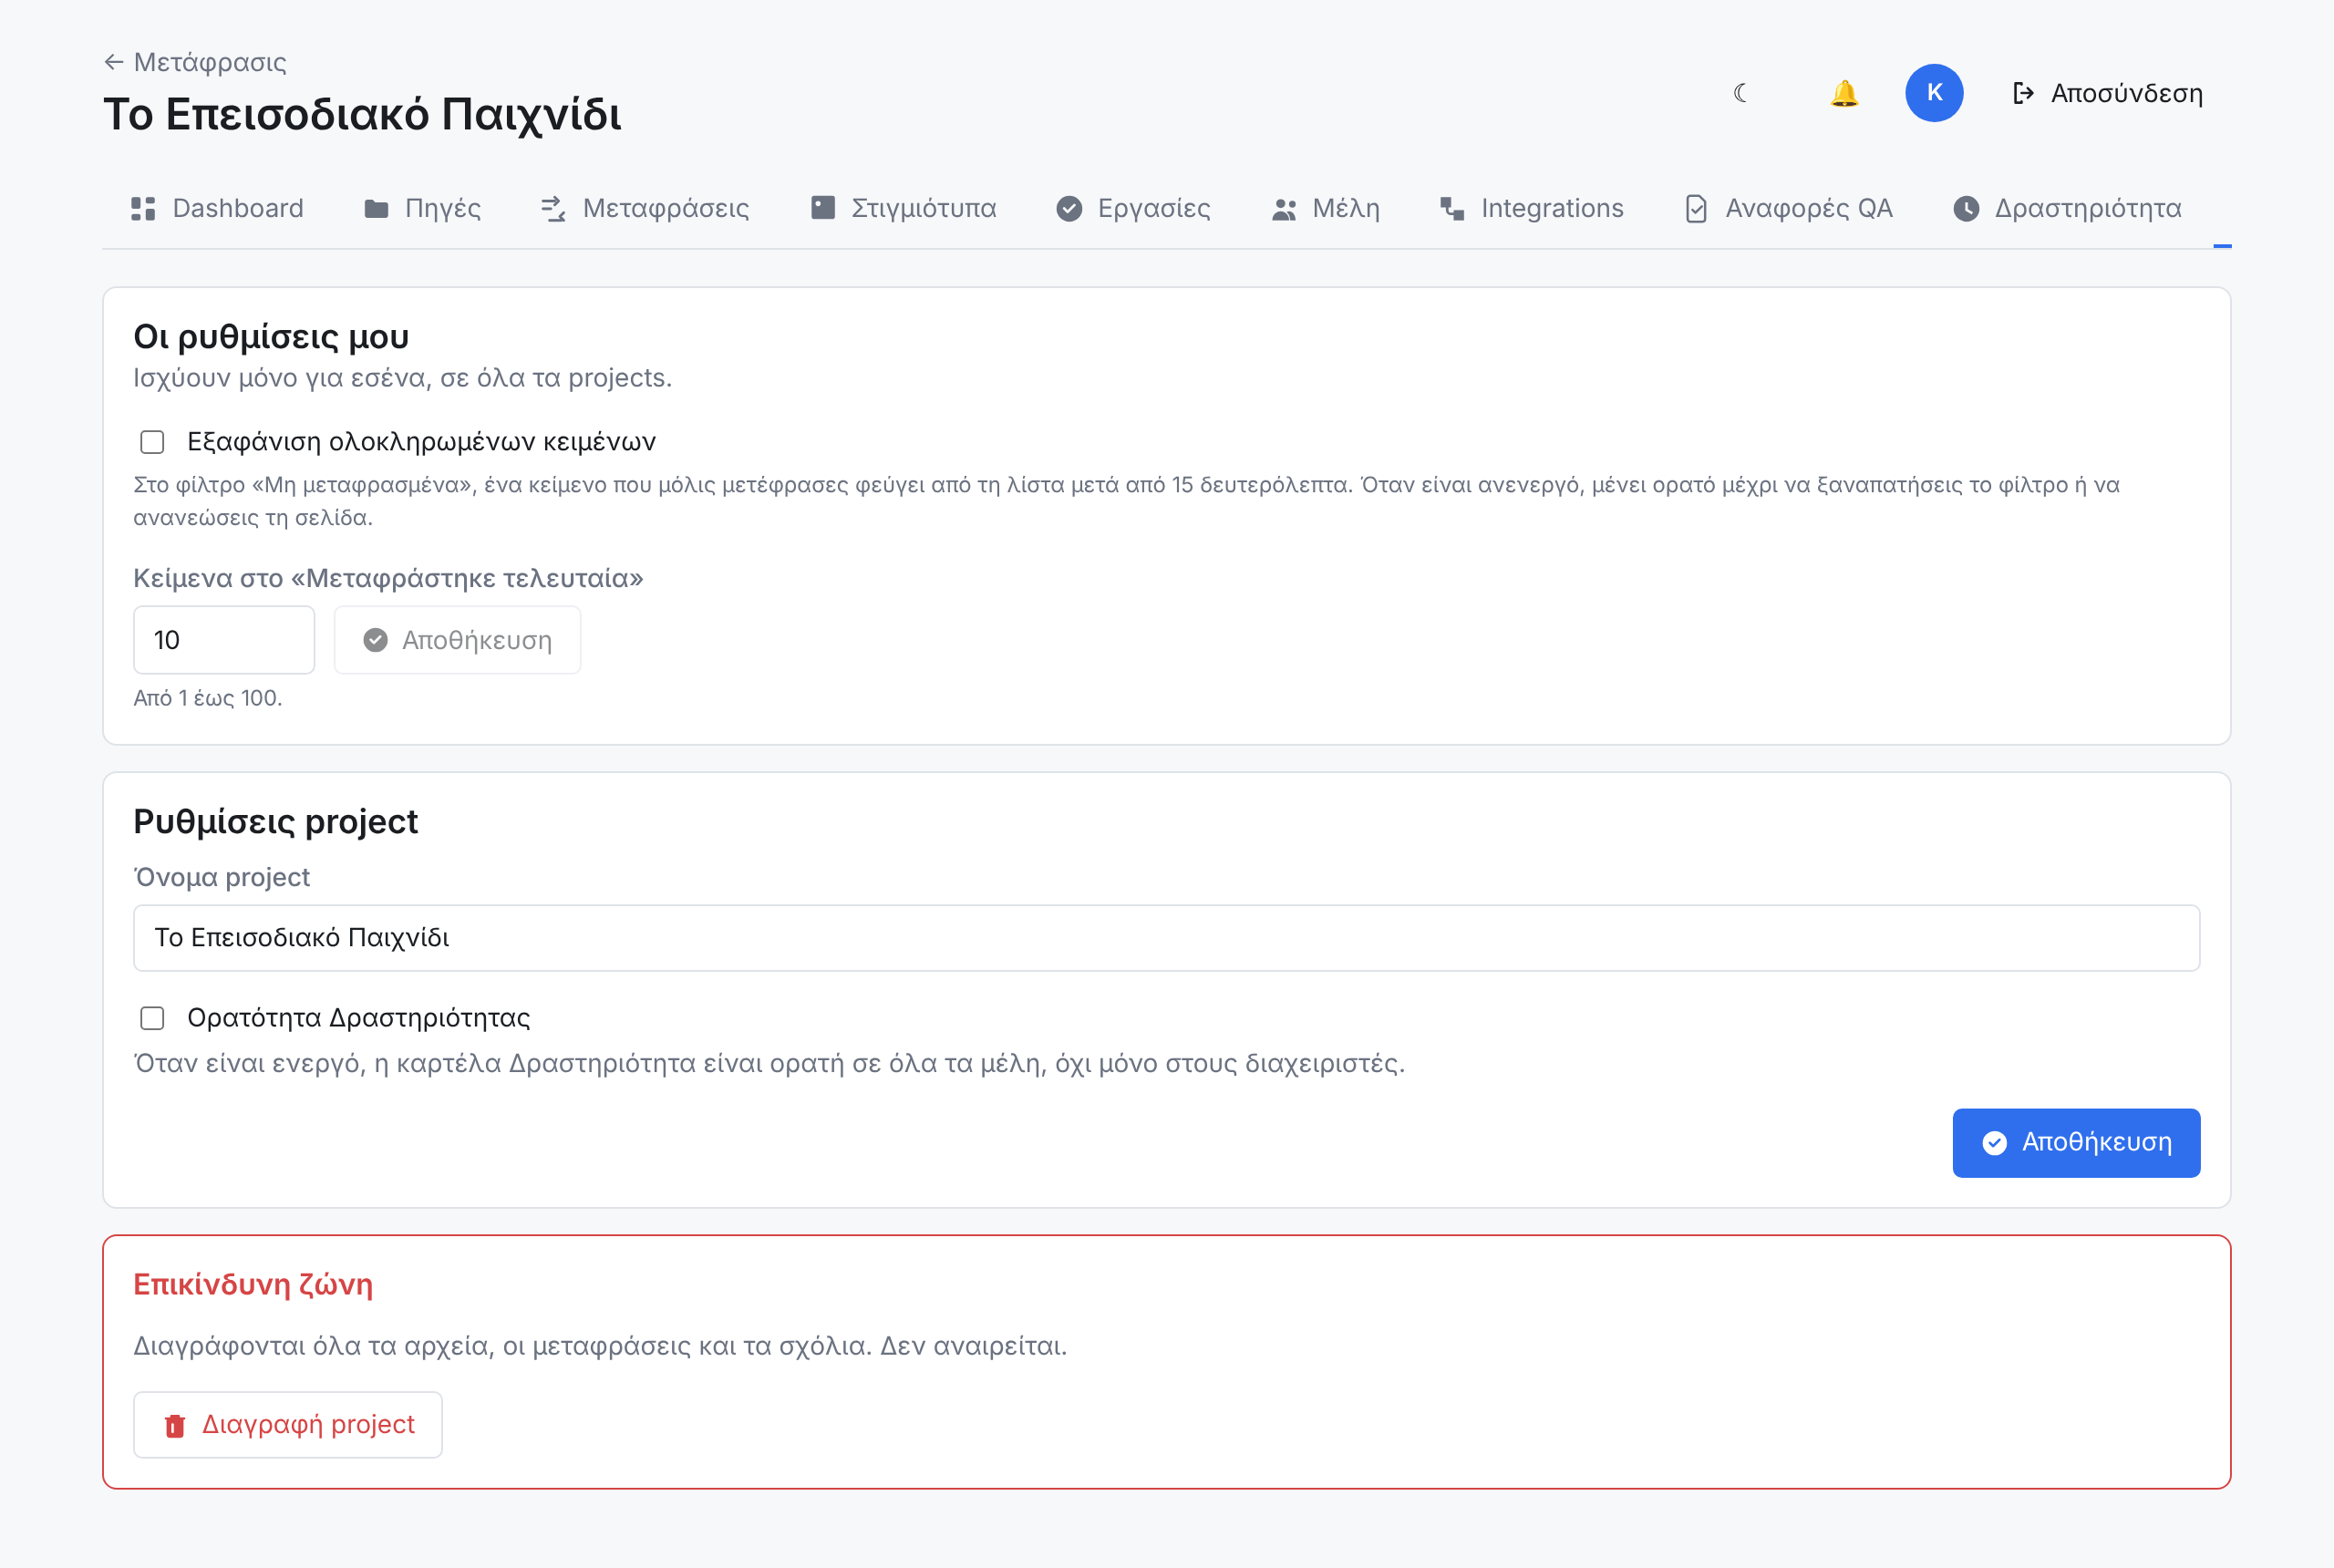 ← Μετάφρασις
Το Επεισοδιακό Παιχνίδι
K
Αποσύνδεση
Dashboard
Πηγές
Μεταφράσεις
Στιγμιότυπα
Εργασίες
Μέλη
Integrations
Αναφορές QA
Δραστηριότητα
Οι ρυθμίσεις μου
Ισχύουν μόνο για εσένα, σε όλα τα projects.
Εξαφάνιση ολοκληρωμένων κειμένων
Στο φίλτρο «Μη μεταφρασμένα», ένα κείμενο που μόλις μετέφρασες φεύγει από τη λίστα μετά από 15 δευτερόλεπτα. Όταν είναι ανενεργό, μένει ορατό μέχρι να ξαναπατήσεις το φίλτρο ή να
ανανεώσεις τη σελίδα.
Κείμενα στο «Μεταφράστηκε τελευταία»
10
Αποθήκευση
Από 1 έως 100.
Ρυθμίσεις project
Όνομα project
Το Επεισοδιακό Παιχνίδι
Ορατότητα Δραστηριότητας
Όταν είναι ενεργό, η καρτέλα Δραστηριότητα είναι ορατή σε όλα τα μέλη, όχι μόνο στους διαχειριστές.
Αποθήκευση
Επικίνδυνη ζώνη
Διαγράφονται όλα τα αρχεία, οι μεταφράσεις και τα σχόλια. Δεν αναιρείται.
Διαγραφή project